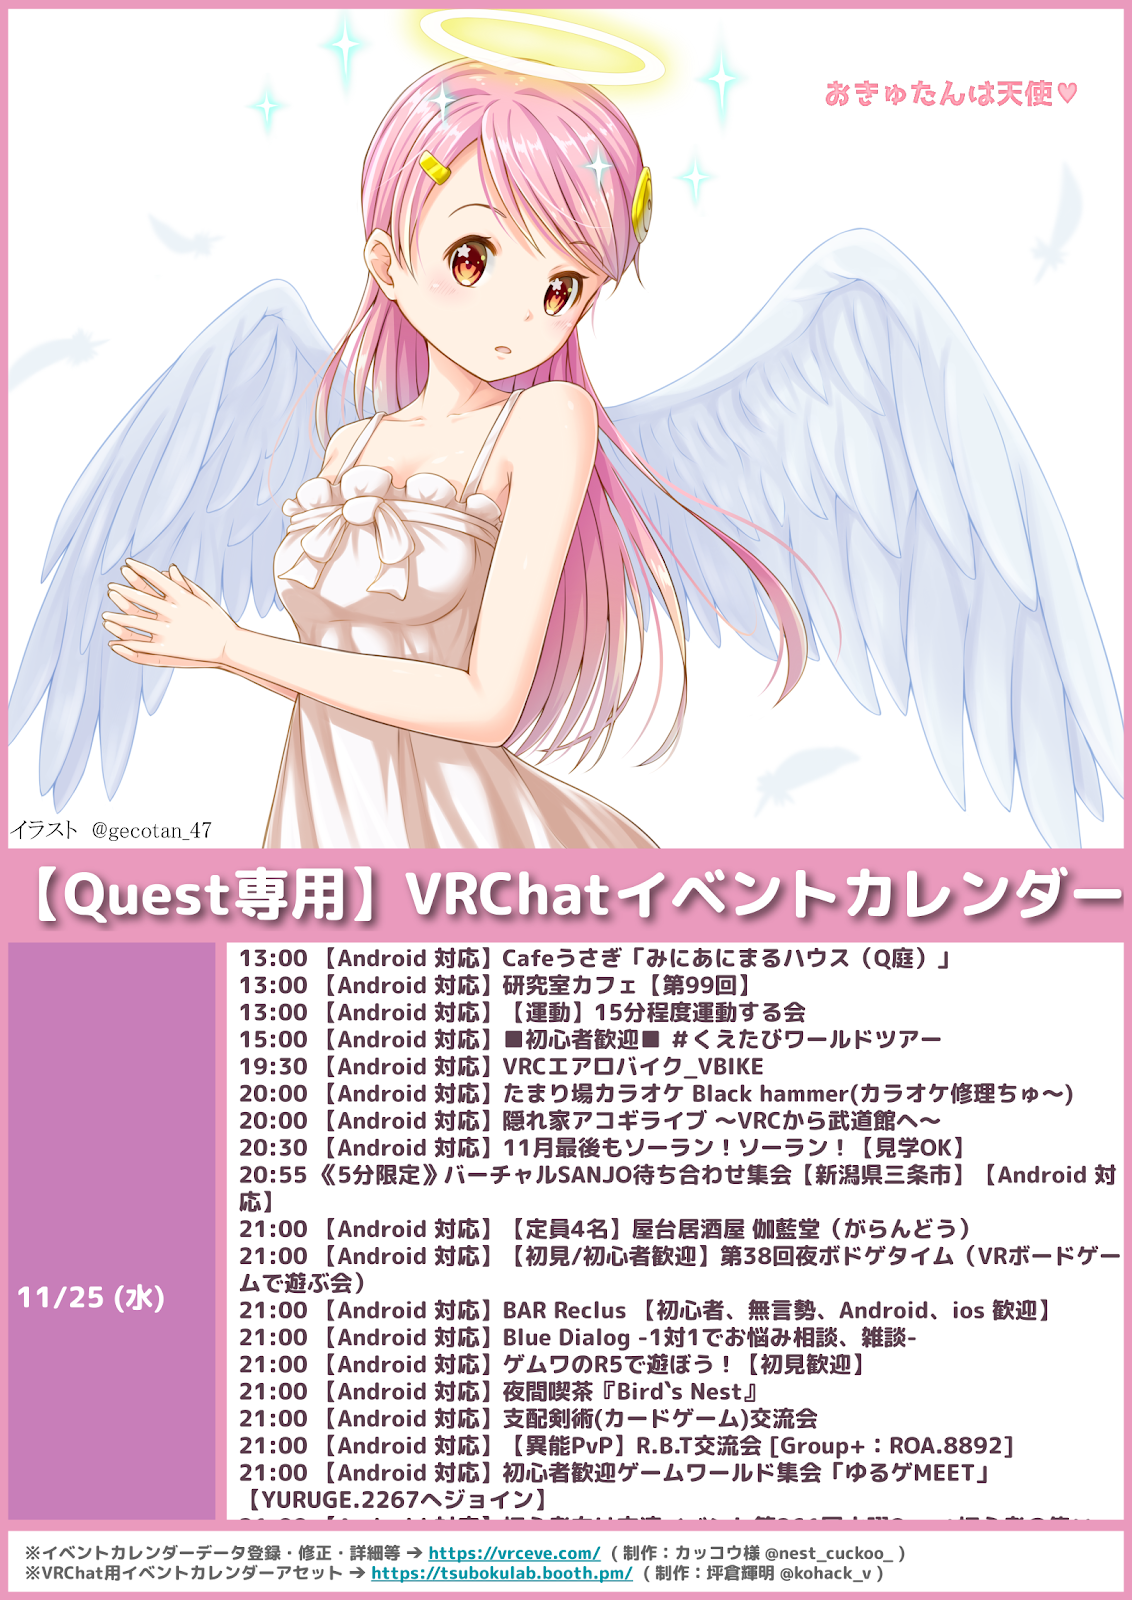 おきゅたんは天使♥
イラスト @gecotan_47
【Quest専用】VRChatイベントカレンダー
11/25 (水)
13:00 【Android 対応】Cafeうさぎ「みにあにまるハウス（Q庭）」
13:00 【Android 対応】研究室カフェ【第99回】
13:00 【Android 対応】【運動】15分程度運動する会
15:00 【Android 対応】■初心者歓迎■ #くえたびワールドツアー
19:30 【Android 対応】VRCエアロバイク_VBIKE
20:00 【Android 対応】たまり場カラオケ Black hammer(カラオケ修理ちゅ～)
20:00 【Android 対応】隠れ家アコギライブ ～VRCから武道館へ～
20:30 【Android 対応】11月最後もソーラン！ソーラン！【見学OK】
20:55 《5分限定》バーチャルSANJO待ち合わせ集会【新潟県三条市】【Android 対
応】
21:00 【Android 対応】【定員4名】屋台居酒屋 伽藍堂（がらんどう）
21:00 【Android 対応】【初見/初心者歓迎】第38回夜ボドゲタイム（VRボードゲー
ムで遊ぶ会）
21:00 【Android 対応】BAR Reclus 【初心者、無言勢、Android、ios 歓迎】
21:00 【Android 対応】Blue Dialog -1対1でお悩み相談、雑談-
21:00 【Android 対応】ゲムワのR5で遊ぼう！【初見歓迎】
21:00 【Android 対応】夜間喫茶『Bird`s Nest』
21:00 【Android 対応】支配剣術(カードゲーム)交流会
21:00 【Android 対応】【異能PvP】R.B.T交流会 [Group+：ROA.8892]
21:00 【Android 対応】初心者歓迎ゲームワールド集会「ゆるゲMEET」
【YURUGE.2267へジョイン】
※イベントカレンダーデータ登録・修正・詳細等 → https://vrceve.com/ ( 制作：カッコウ様 @nest_cuckoo_ )
※VRChat用イベントカレンダーアセット → https://tsubokulab.booth.pm/ ( 制作：坪倉輝明 @kohack_v )